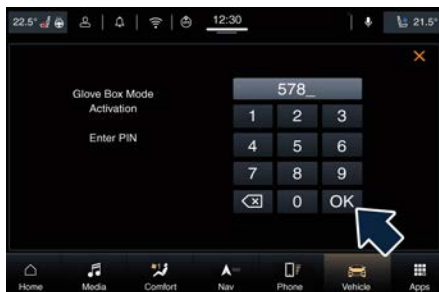 22.5° 12:30 21.5°
Glove Box Mode
Activation
Enter PIN
578_
1 2 3
4 5 6
7 8 9
0 OK
Home Media Comfort Nav Phone Vehicle Apps